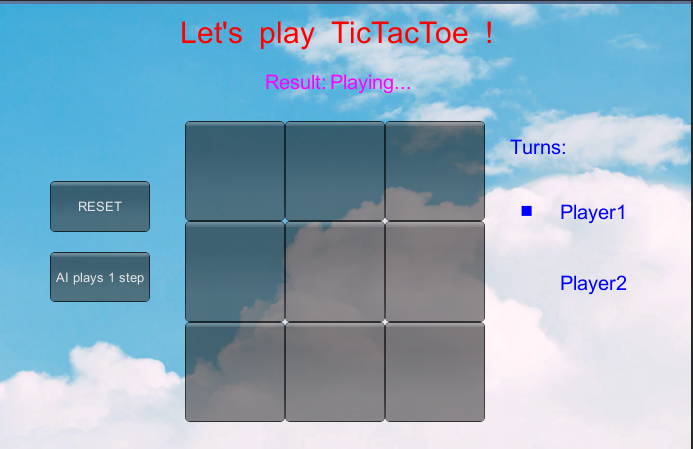 Let's play TicTacToe !
Result: Playing...
Turns:
RESET
Player1
AI plays 1 step
Player2